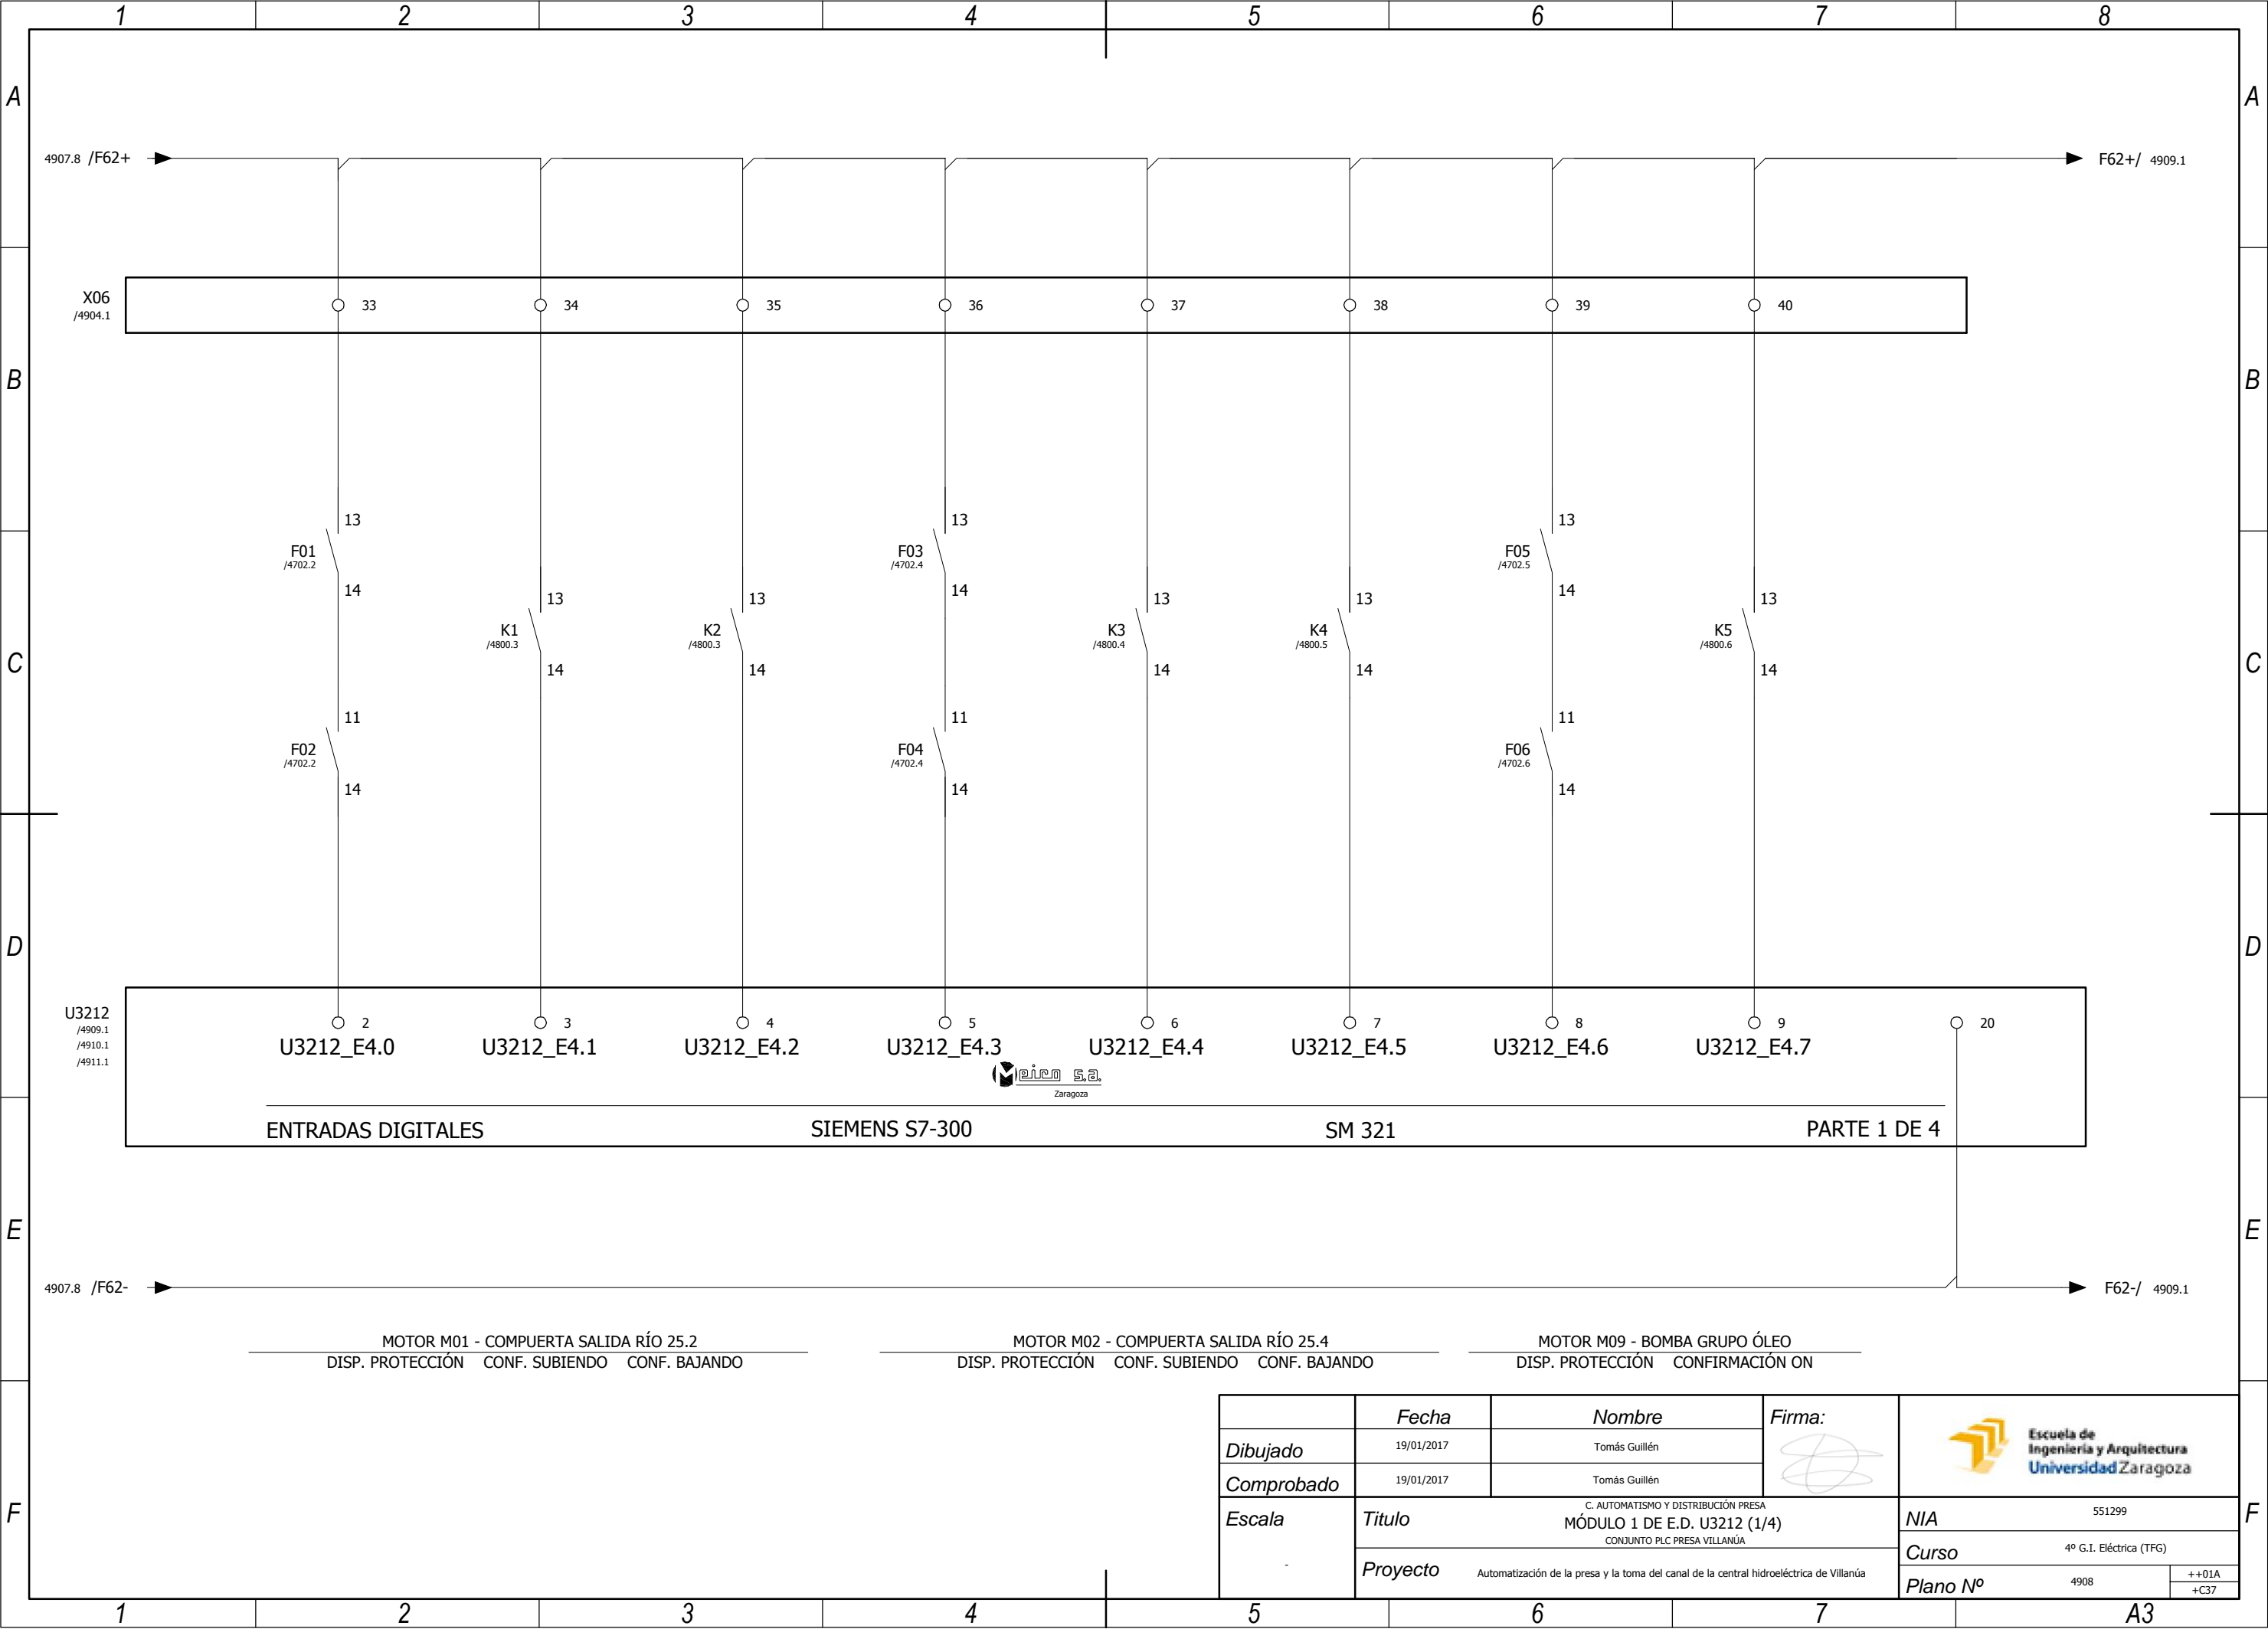 1 2 3 4 5 6 7 8
A A
4907.8 /F62+ F62+/ 4909.1
X06
/4904.1
33 34 35 36 37 38 39 40
B B
13 13 13
F01 F03 F05
/4702.2 /4702.4 /4702.5
14 14 14
13 13 13 13 13
K1 K2 K3 K4 K5
/4800.3 /4800.3 /4800.4 /4800.5 /4800.6
14 14 14 14 14
C C
11 11 11
F02 F04 F06
/4702.2 /4702.4 /4702.6
14 14 14
D D
U3212
/4909.1
/4910.1
/4911.1
2 3 4 5 6 7 8 9 20
U3212_E4.0 U3212_E4.1 U3212_E4.2 U3212_E4.3 U3212_E4.4 U3212_E4.5 U3212_E4.6 U3212_E4.7
Meico s.a.
Zaragoza
ENTRADAS DIGITALES SIEMENS S7-300 SM 321 PARTE 1 DE 4
E E
4907.8 /F62- F62-/ 4909.1
MOTOR M01 - COMPUERTA SALIDA RÍO 25.2
DISP. PROTECCIÓN CONF. SUBIENDO CONF. BAJANDO
MOTOR M02 - COMPUERTA SALIDA RÍO 25.4
DISP. PROTECCIÓN CONF. SUBIENDO CONF. BAJANDO
MOTOR M09 - BOMBA GRUPO ÓLEO
DISP. PROTECCIÓN CONFIRMACIÓN ON
F F
Fecha Nombre Firma:
Dibujado 19/01/2017 Tomás Guillén
Comprobado 19/01/2017 Tomás Guillén
Escuela de
Ingeniería y Arquitectura
Universidad Zaragoza
Escala
-
Titulo
C. AUTOMATISMO Y DISTRIBUCIÓN PRESA
MÓDULO 1 DE E.D. U3212 (1/4)
CONJUNTO PLC PRESA VILLANÚA
Proyecto Automatización de la presa y la toma del canal de la central hidroeléctrica de Villanúa
NIA 551299
Curso 4º G.I. Eléctrica (TFG)
Plano Nº 4908
++01A
+C37
1 2 3 4 5 6 7 A3